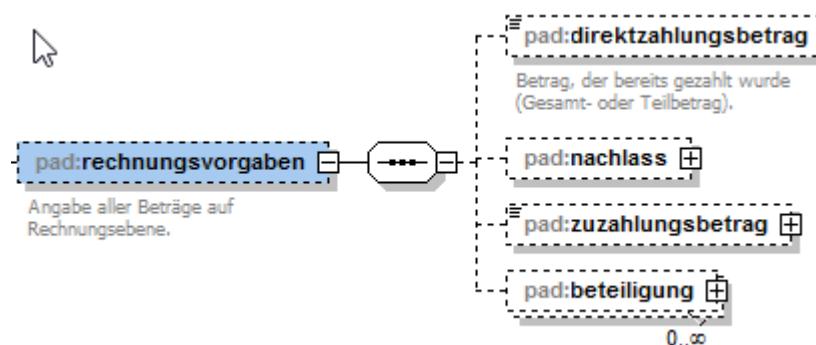 pad:direktzahlungsbetrag
Betrag, der bereits gezahlt wurde
(Gesamt- oder Teilbetrag).
pad:rechnungsvorgaben
Angabe aller Beträge auf
Rechnungsebene.
pad:nachlass
pad:zuzahlungsbetrag
pad:beteiligung
0..∞